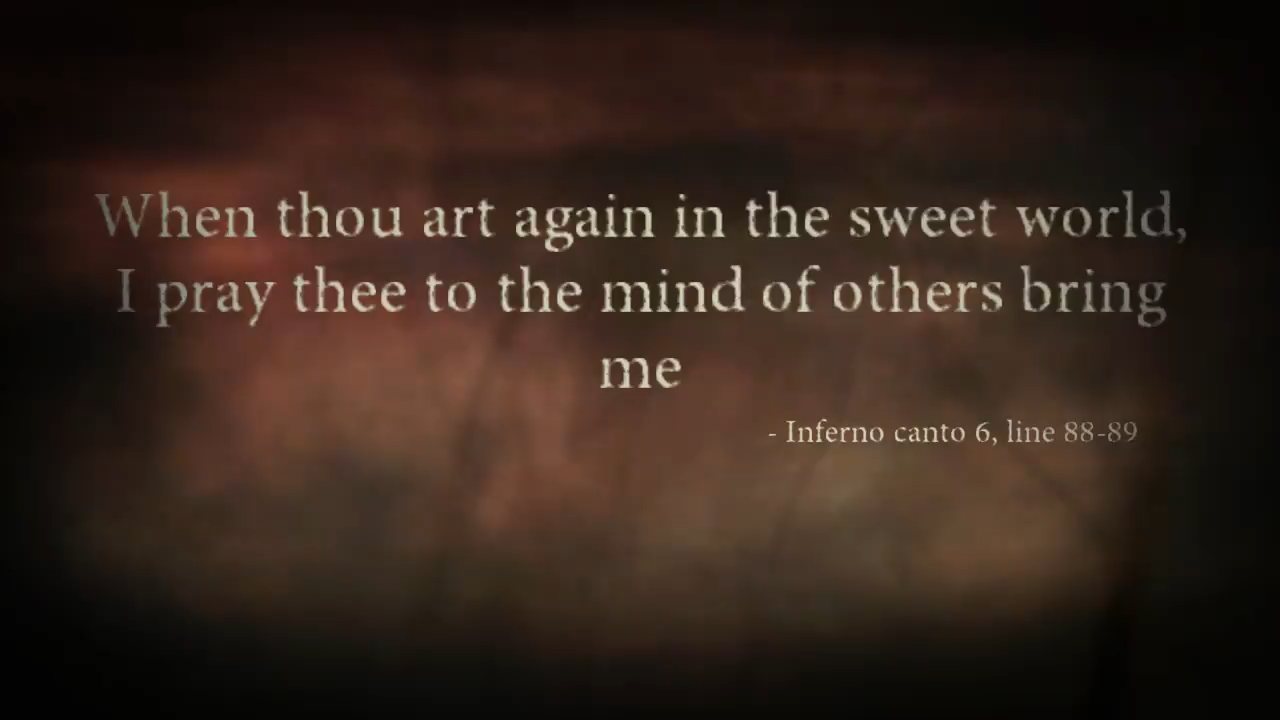 When thou art again in the sweet world,
I pray thee to the mind of others bring
me
- Inferno canto 6, line 88-89